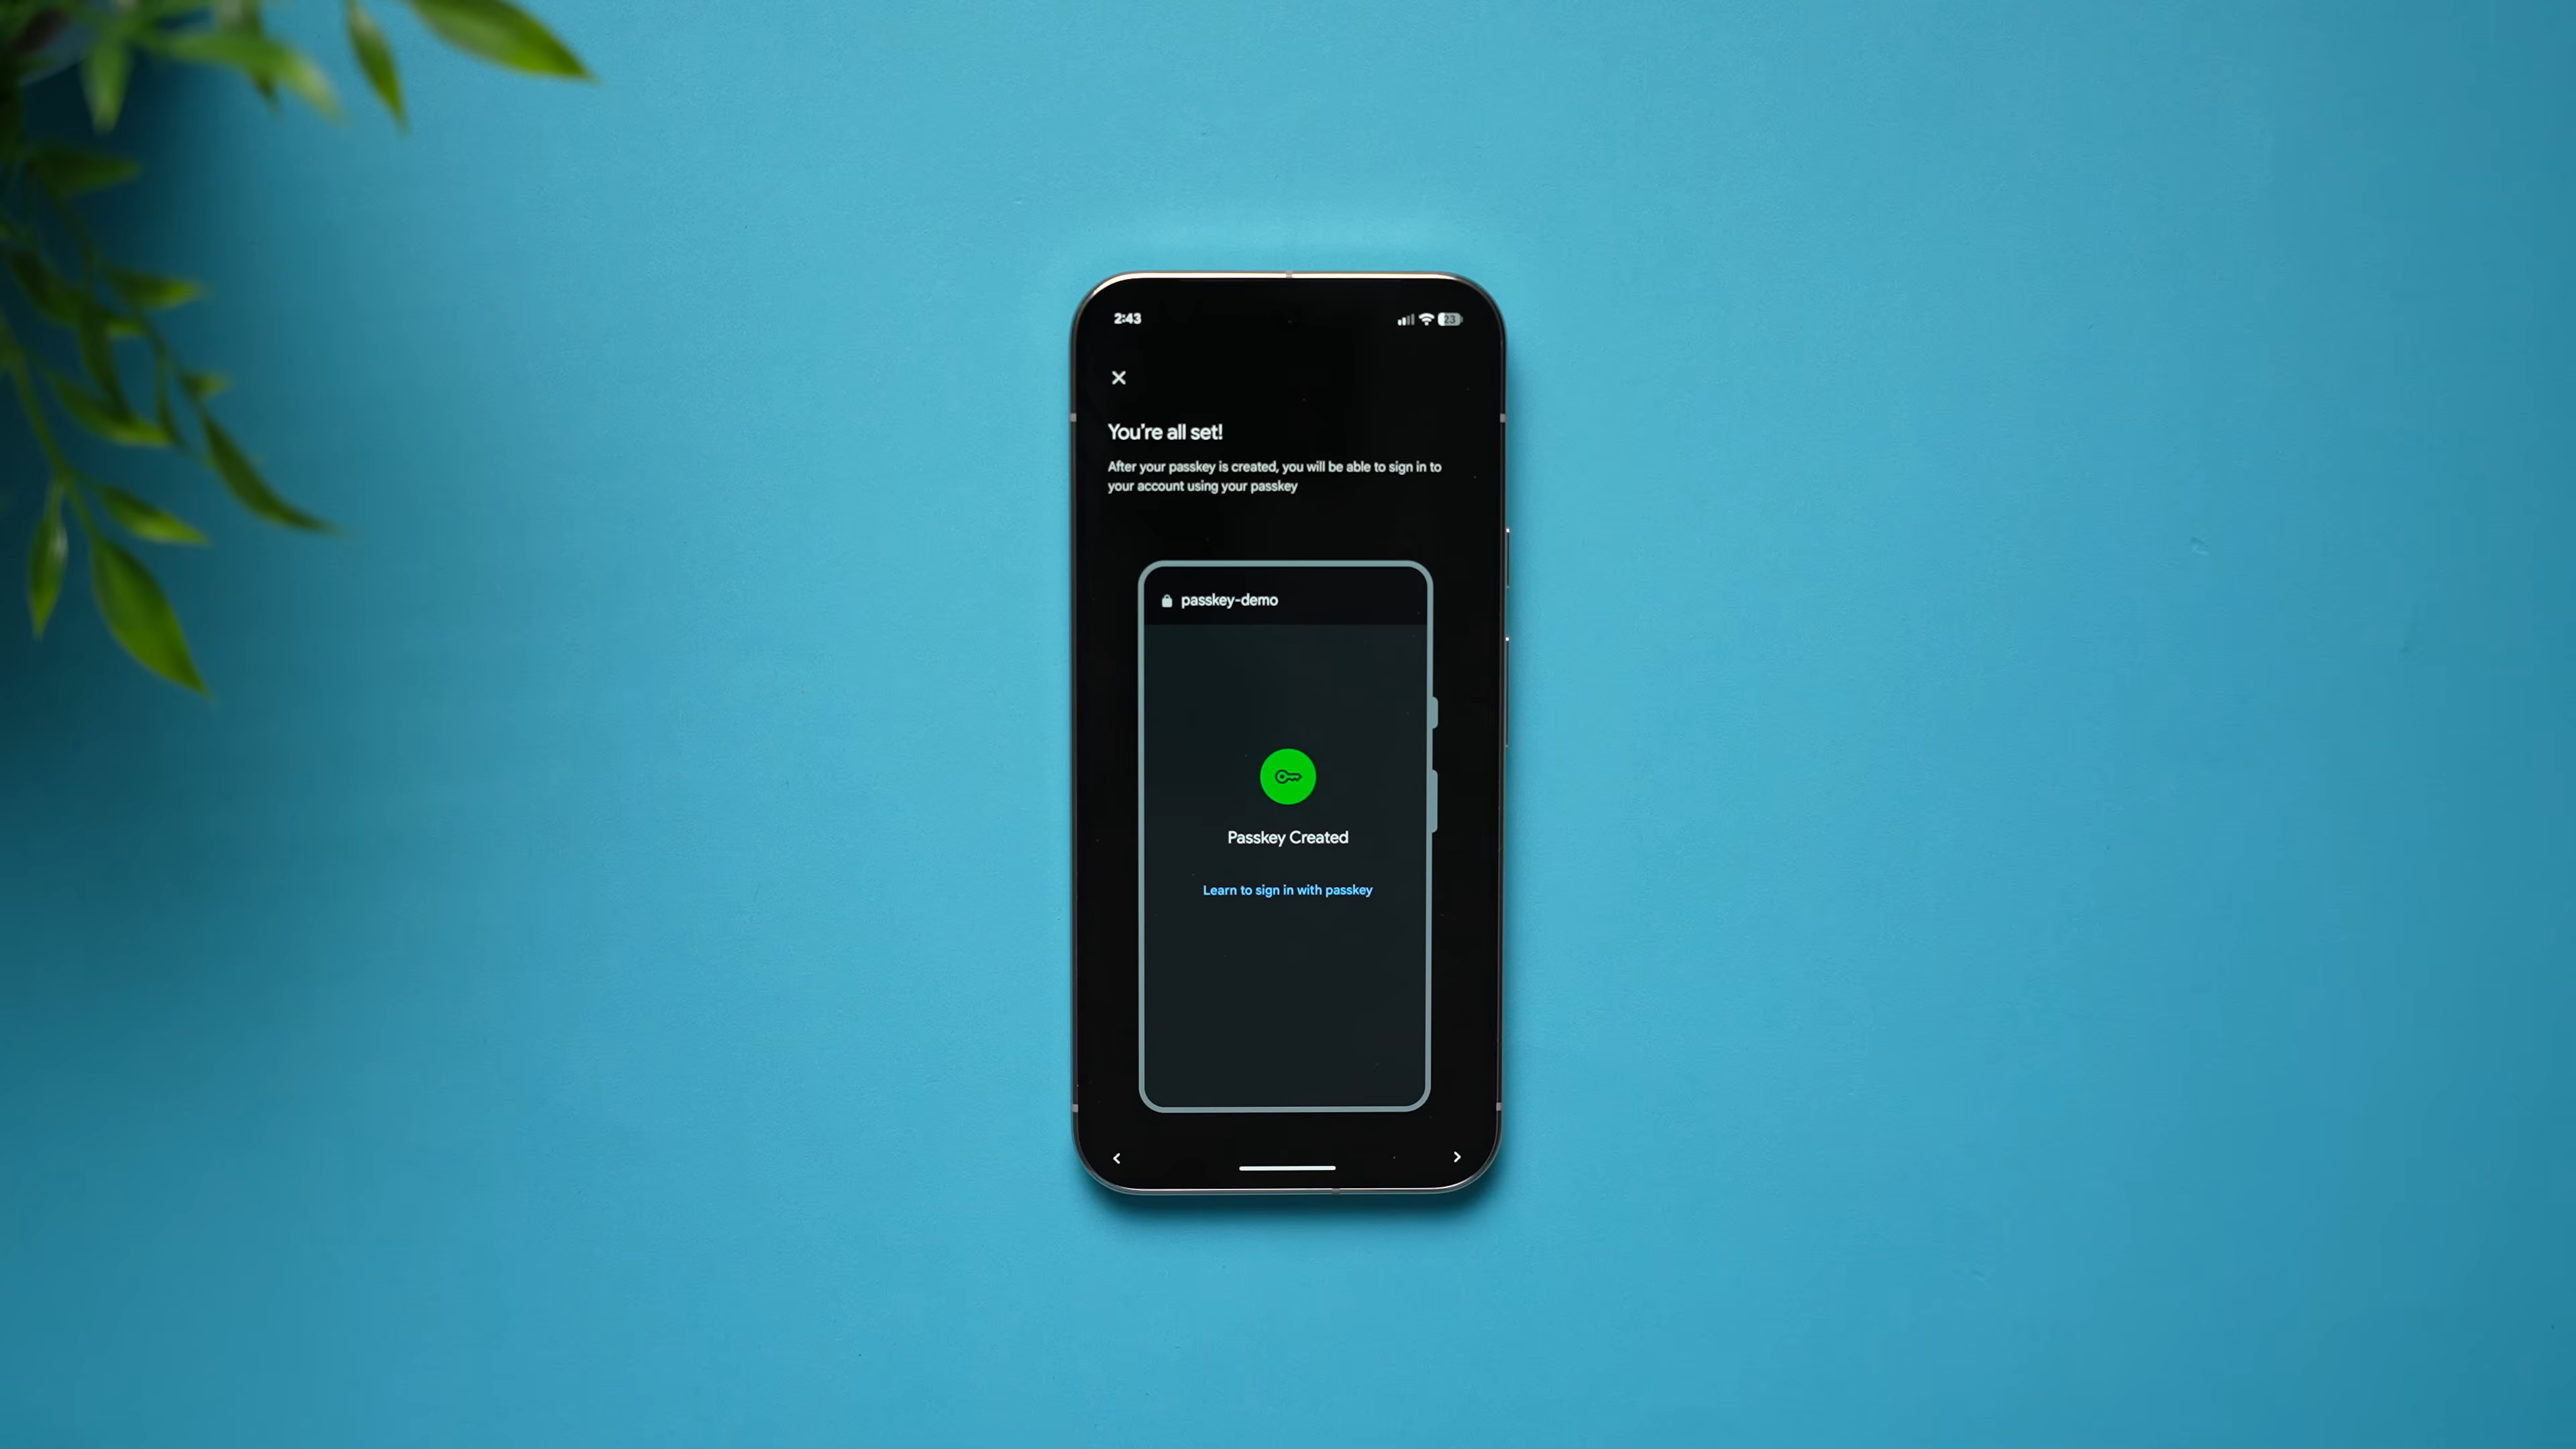 2:43
23
You're all set!
After your passkey is created, you will be able to sign in to
your account using your passkey
passkey-demo
Passkey Created
Learn to sign in with passkey